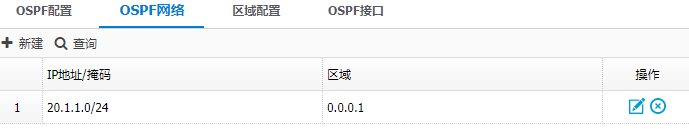 OSPF配置 OSPF网络 区域配置 OSPF接口
新建 查询
IP地址/掩码 区域 操作
1 20.1.1.0/24 0.0.0.1